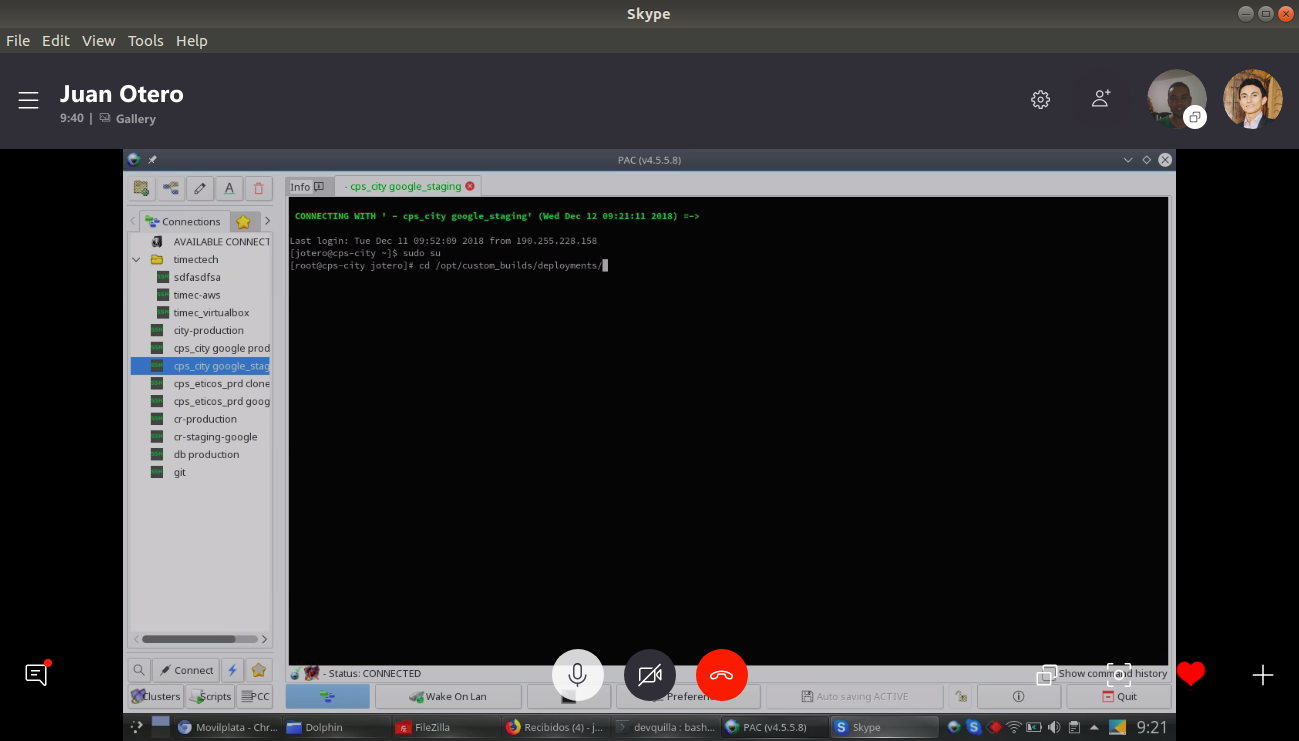 Skype
File Edit View Tools Help
Juan Otero
9:40 | Gallery
PAC (v4.5.5.8)
Info
- cps_city google_staging
Connections
AVAILABLE CONNECT
timectech
sdfasdfsa
timec-aws
timec_virtualbox
city-production
cps_city google prod
cps_city google_stag
cps_eticos_prd clone
cps_eticos_prd goog
cr-production
cr-staging-google
db production
git
CONNECTING WITH ' - cps_city google_staging' (Wed Dec 12 09:21:11 2018) =->
Last login: Tue Dec 11 09:52:09 2018 from 190.255.228.158
[jotero@cps-city ~]$ sudo su
[root@cps-city jotero]# cd /opt/custom_builds/deployments/
Connect
- Status: CONNECTED
Show command history
Clusters Scripts PCC
Wake On Lan
Auto saving ACTIVE
Quit
Movilplata - Chr...
Dolphin
FileZilla
Recibidos (4) - j...
devquilla : bash...
PAC (v4.5.5.8)
Skype
9:21